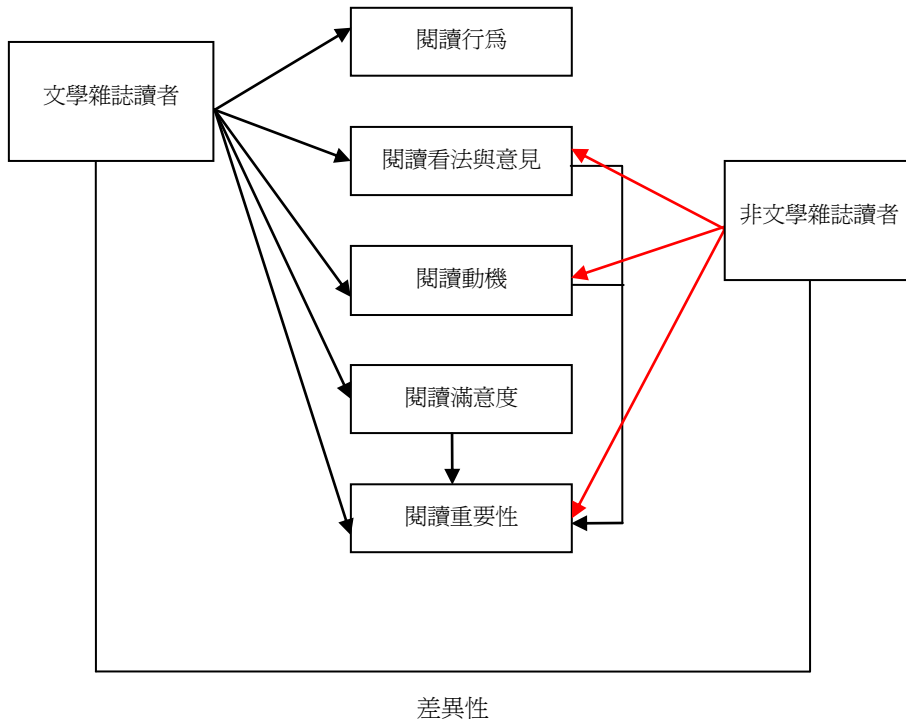 閱讀行爲
文學雜誌讀者
閱讀看法與意見
非文學雜誌讀者
閱讀動機
閱讀滿意度
閱讀重要性
差異性